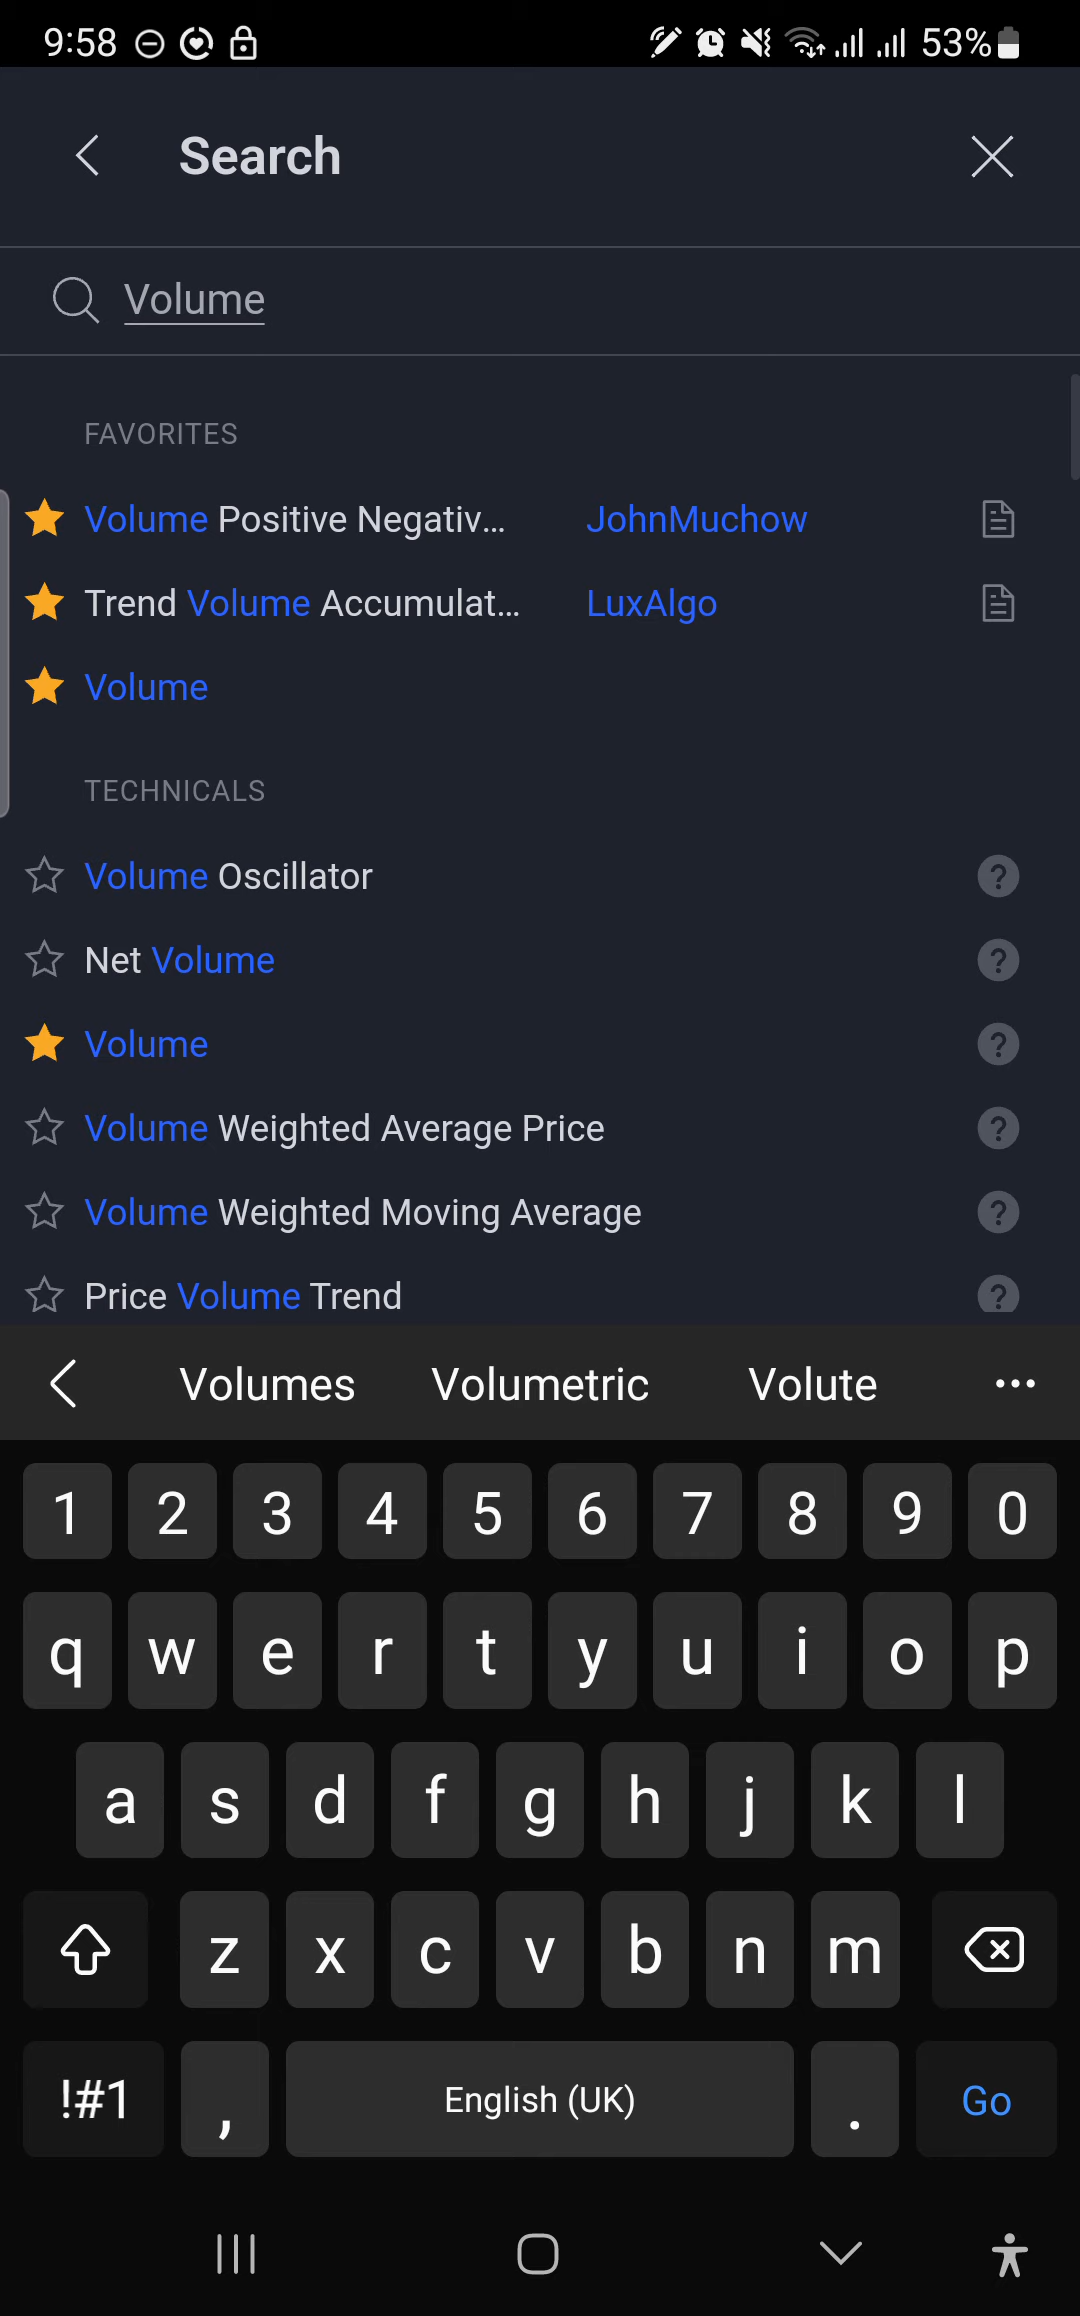 9:58 53%
Search
Volume
FAVORITES
Volume Positive Negativ... JohnMuchow
Trend Volume Accumulat... LuxAlgo
Volume
TECHNICALS
Volume Oscillator ?
Net Volume ?
Volume ?
Volume Weighted Average Price ?
Volume Weighted Moving Average ?
Price Volume Trend ?
Volumes Volumetric Volute ...
1 2 3 4 5 6 7 8 9 0
q w e r t y u i o p
a s d f g h j k l
z x c v b n m
!#1 , English (UK) . Go